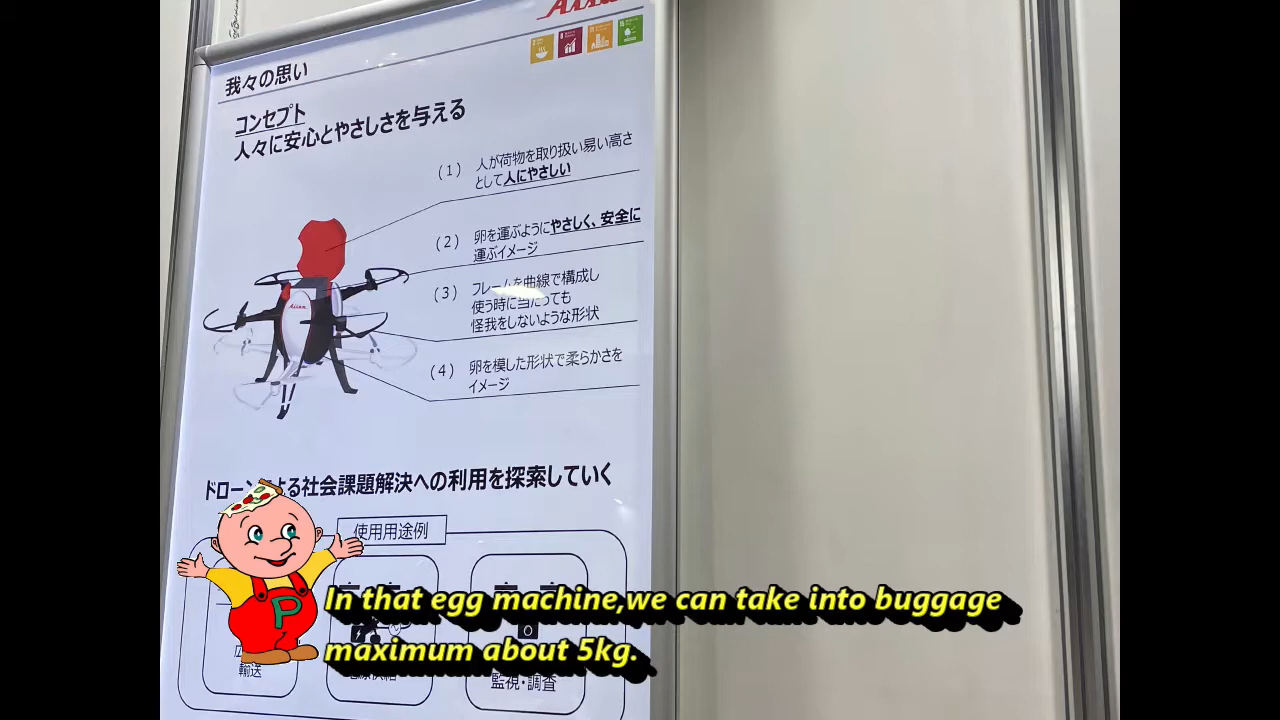 我々の思い
コンセプト
人々に安心とやさしさを与える
(1) 人が荷物を取り扱い易い高さ
として人にやさしい
(2) 卵を運ぶようにやさしく、安全に
運ぶイメージ
(3) フレームを曲線で構成し
使う時に当たっても
怪我をしないような形状
(4) 卵を模した形状で柔らかさを
イメージ
ドローンによる社会課題解決への利用を探索していく
使用用途例
輸送
監視・調査
P
In that egg machine,we can take into buggage
maximum about 5kg.